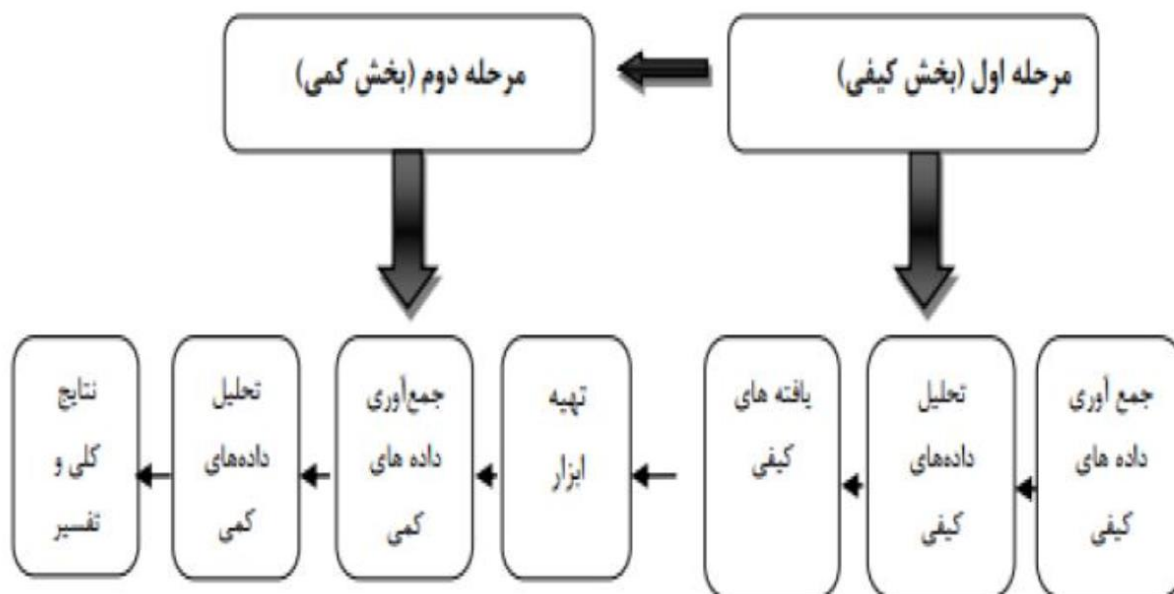 مرحله اول (بخش کیفی)
مرحله دوم (بخش کمی)
جمع آوری
داده های
کیفی
تحلیل
داده‌های
کیفی
یافته های
کیفی
تهیه
ابزار
جمع‌آوری
داده های
کمی
تحلیل
داده‌های
کمی
نتایج
کلی و
تفسیر